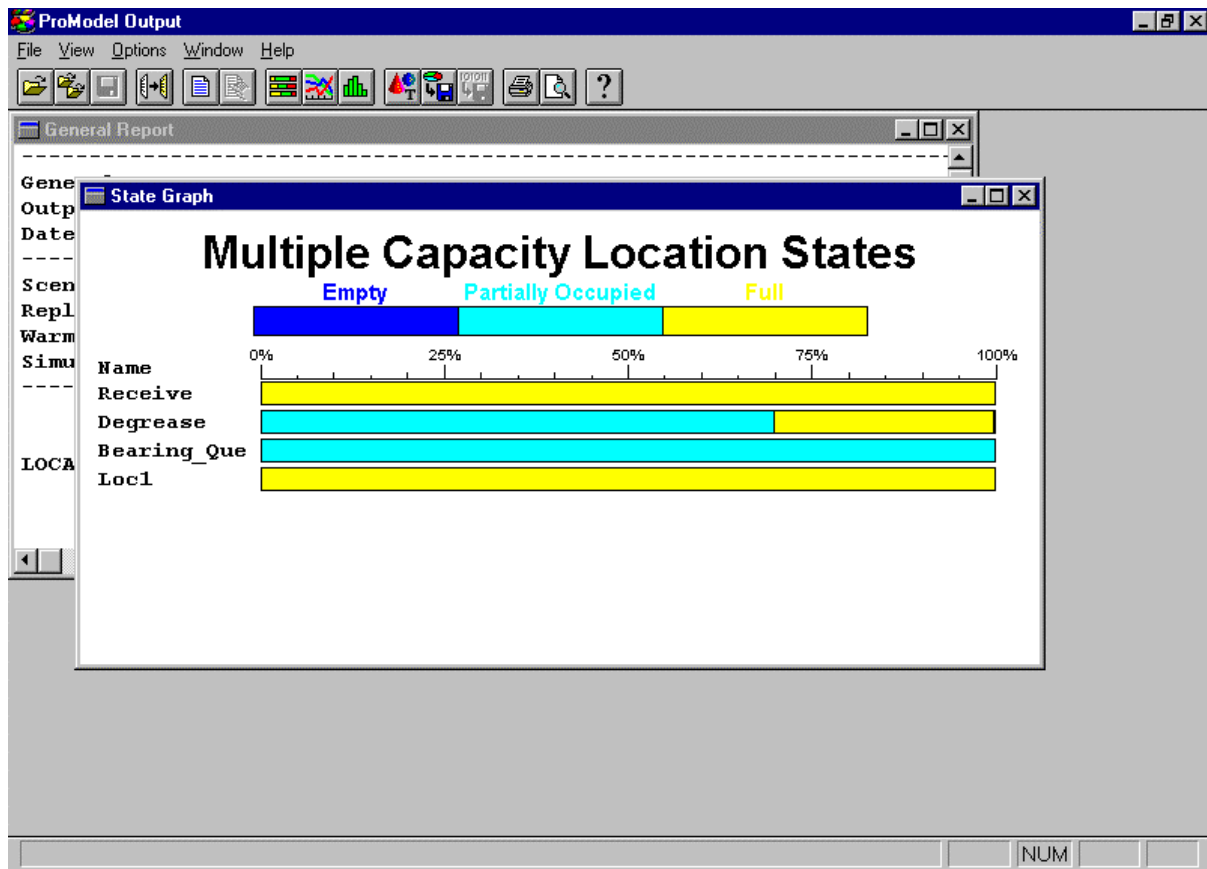 ProModel Output
File View Options Window Help
General Report
Gene
Outp
Date
Scen
Repl
Warm
Simu
LOCA
State Graph
Multiple Capacity Location States
Empty Partially Occupied Full
Name 0% 25% 50% 75% 100%
Receive
Degrease
Bearing_Que
Loc1
NUM